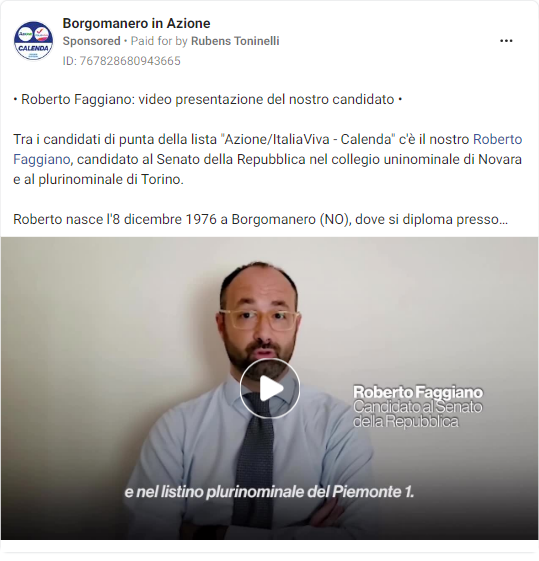 Borgomanero in Azione
Sponsored • Paid for by Rubens Toninelli
ID: 767828680943665
• Roberto Faggiano: video presentazione del nostro candidato •
Tra i candidati di punta della lista "Azione/ItaliaViva - Calenda" c'è il nostro Roberto
Faggiano, candidato al Senato della Repubblica nel collegio uninominale di Novara
e al plurinominale di Torino.
Roberto nasce l'8 dicembre 1976 a Borgomanero (NO), dove si diploma presso...
Roberto Faggiano
Candidato al Senato
della Repubblica
e nel listino plurinominale del Piemonte 1.
CALENDA